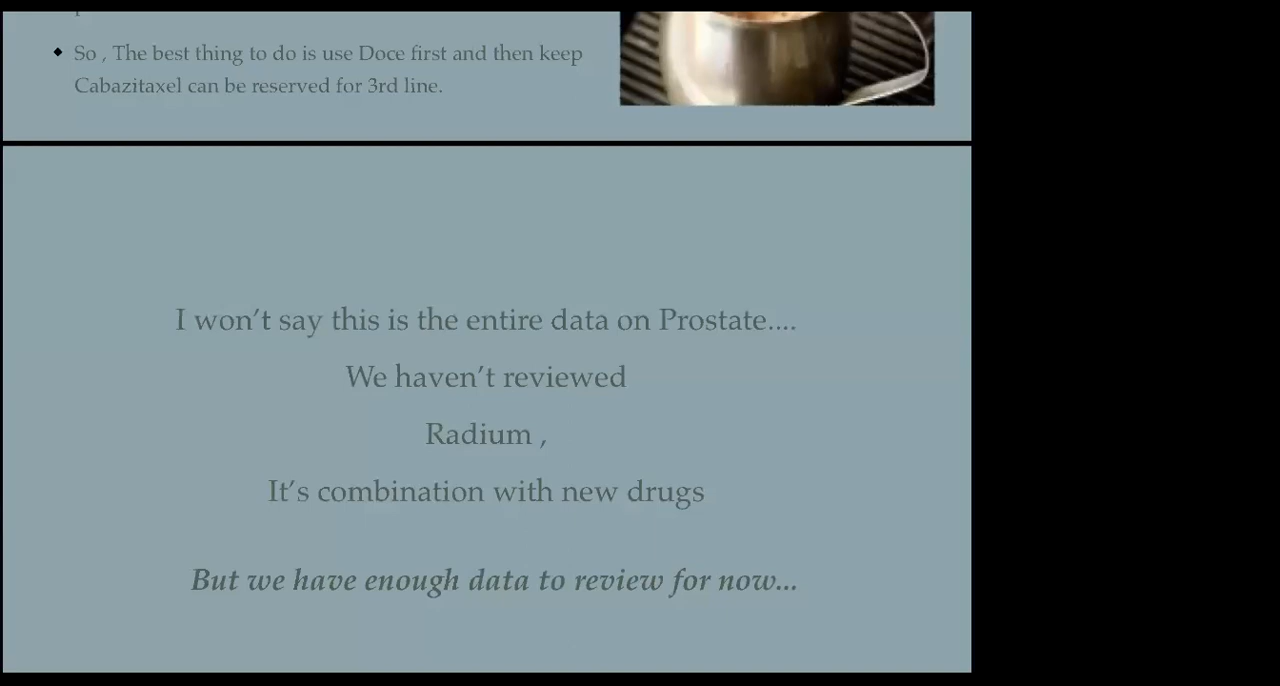 So , The best thing to do is use Doce first and then keep
Cabazitaxel can be reserved for 3rd line.
I won't say this is the entire data on Prostate....
We haven't reviewed
Radium ,
It's combination with new drugs
But we have enough data to review for now...